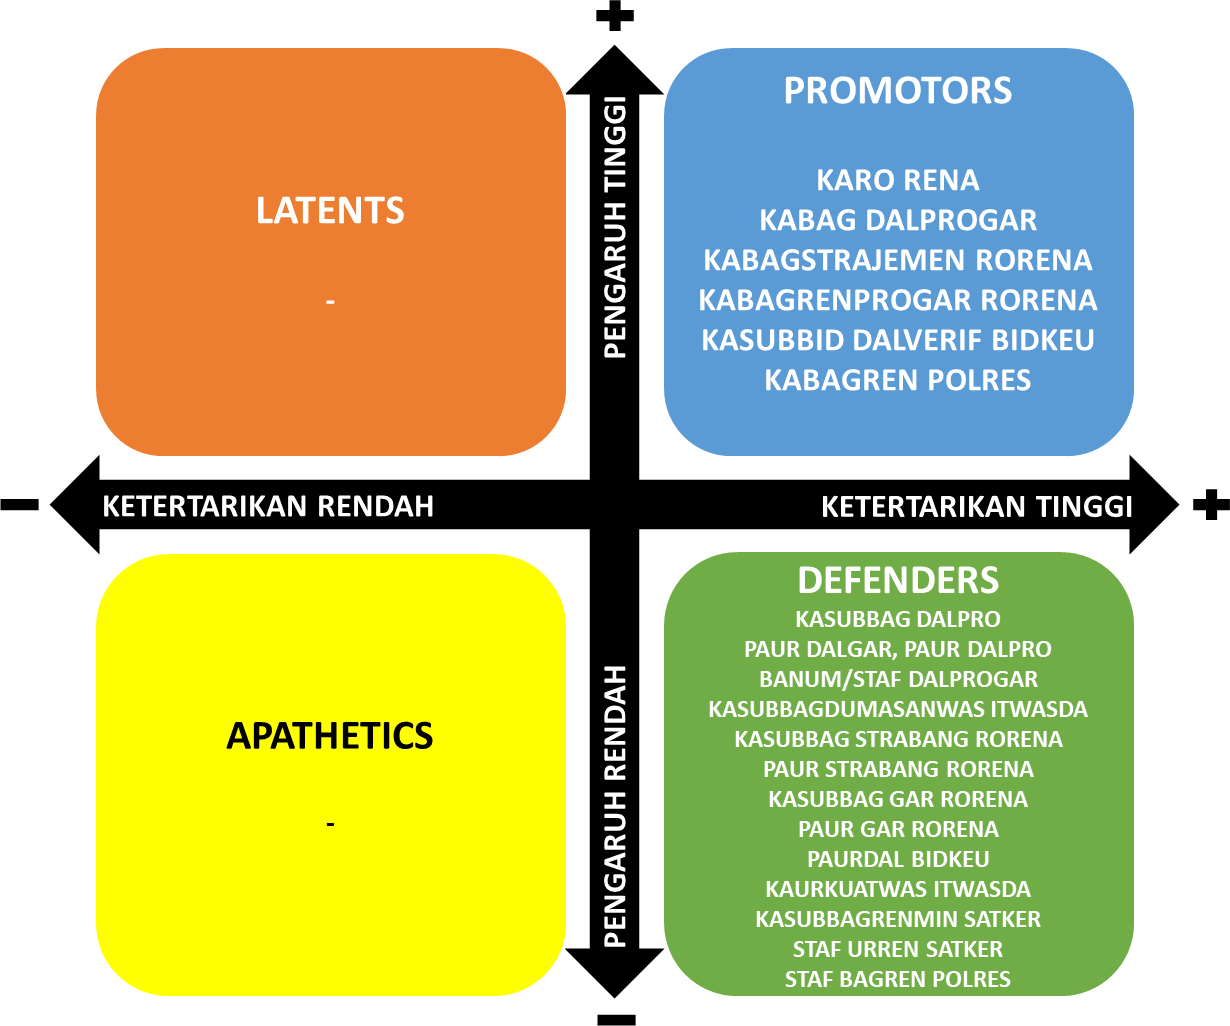 +
LATENTS
-
PENGARUH TINGGI
PROMOTORS
KARO RENA
KABAG DALPROGAR
KABAGSTRAJEMEN RORENA
KABAGRENPROGAR RORENA
KASUBBID DALVERIF BIDKEU
KABAGREN POLRES
-
KETERTARIKAN RENDAH
KETERTARIKAN TINGGI
+
APATHETICS
-
PENGARUH RENDAH
DEFENDERS
KASUBBAG DALPRO
PAUR DALGAR, PAUR DALPRO
BANUM/STAF DALPROGAR
KASUBBAGDUMASANWAS ITWASDA
KASUBBAG STRABANG RORENA
PAUR STRABANG RORENA
KASUBBAG GAR RORENA
PAUR GAR RORENA
PAURDAL BIDKEU
KAURKUATWAS ITWASDA
KASUBBAGRENMIN SATKER
STAF URREN SATKER
STAF BAGREN POLRES
-